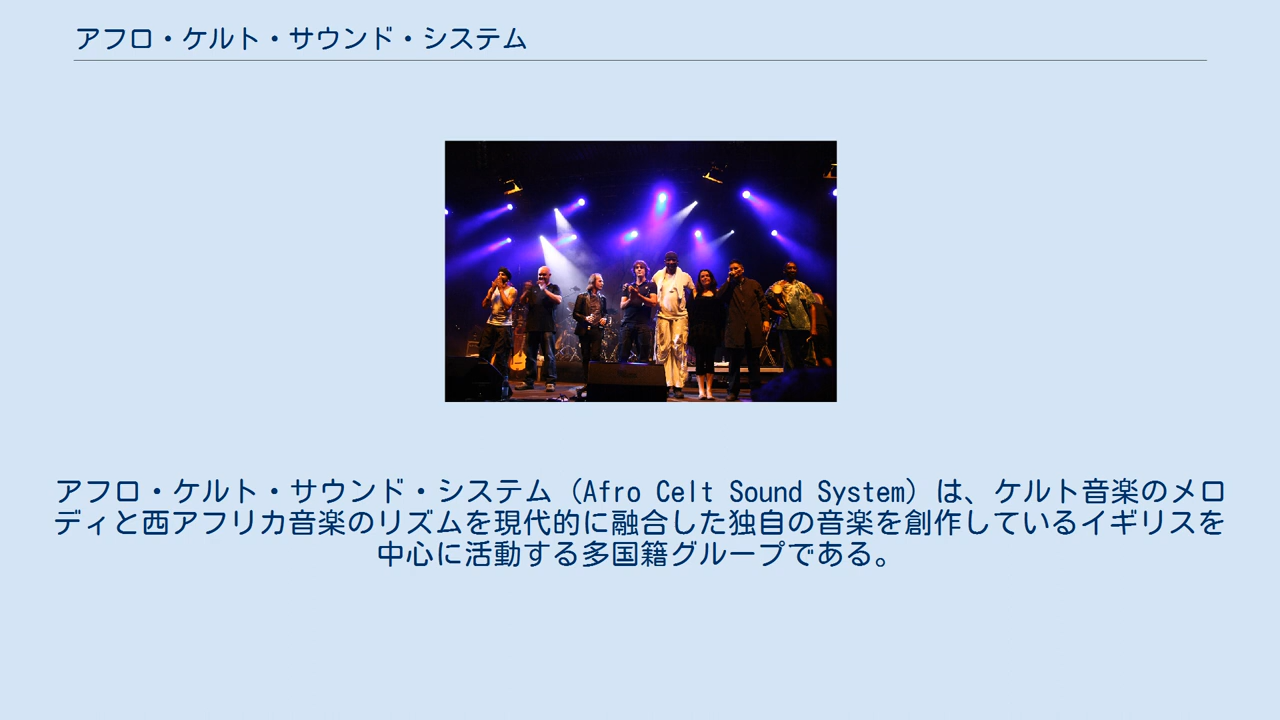 アフロ・ケルト・サウンド・システム
アフロ・ケルト・サウンド・システム（Afro Celt Sound System）は、ケルト音楽のメロ
ディと西アフリカ音楽のリズムを現代的に融合した独自の音楽を創作しているイギリスを
中心に活動する多国籍グループである。